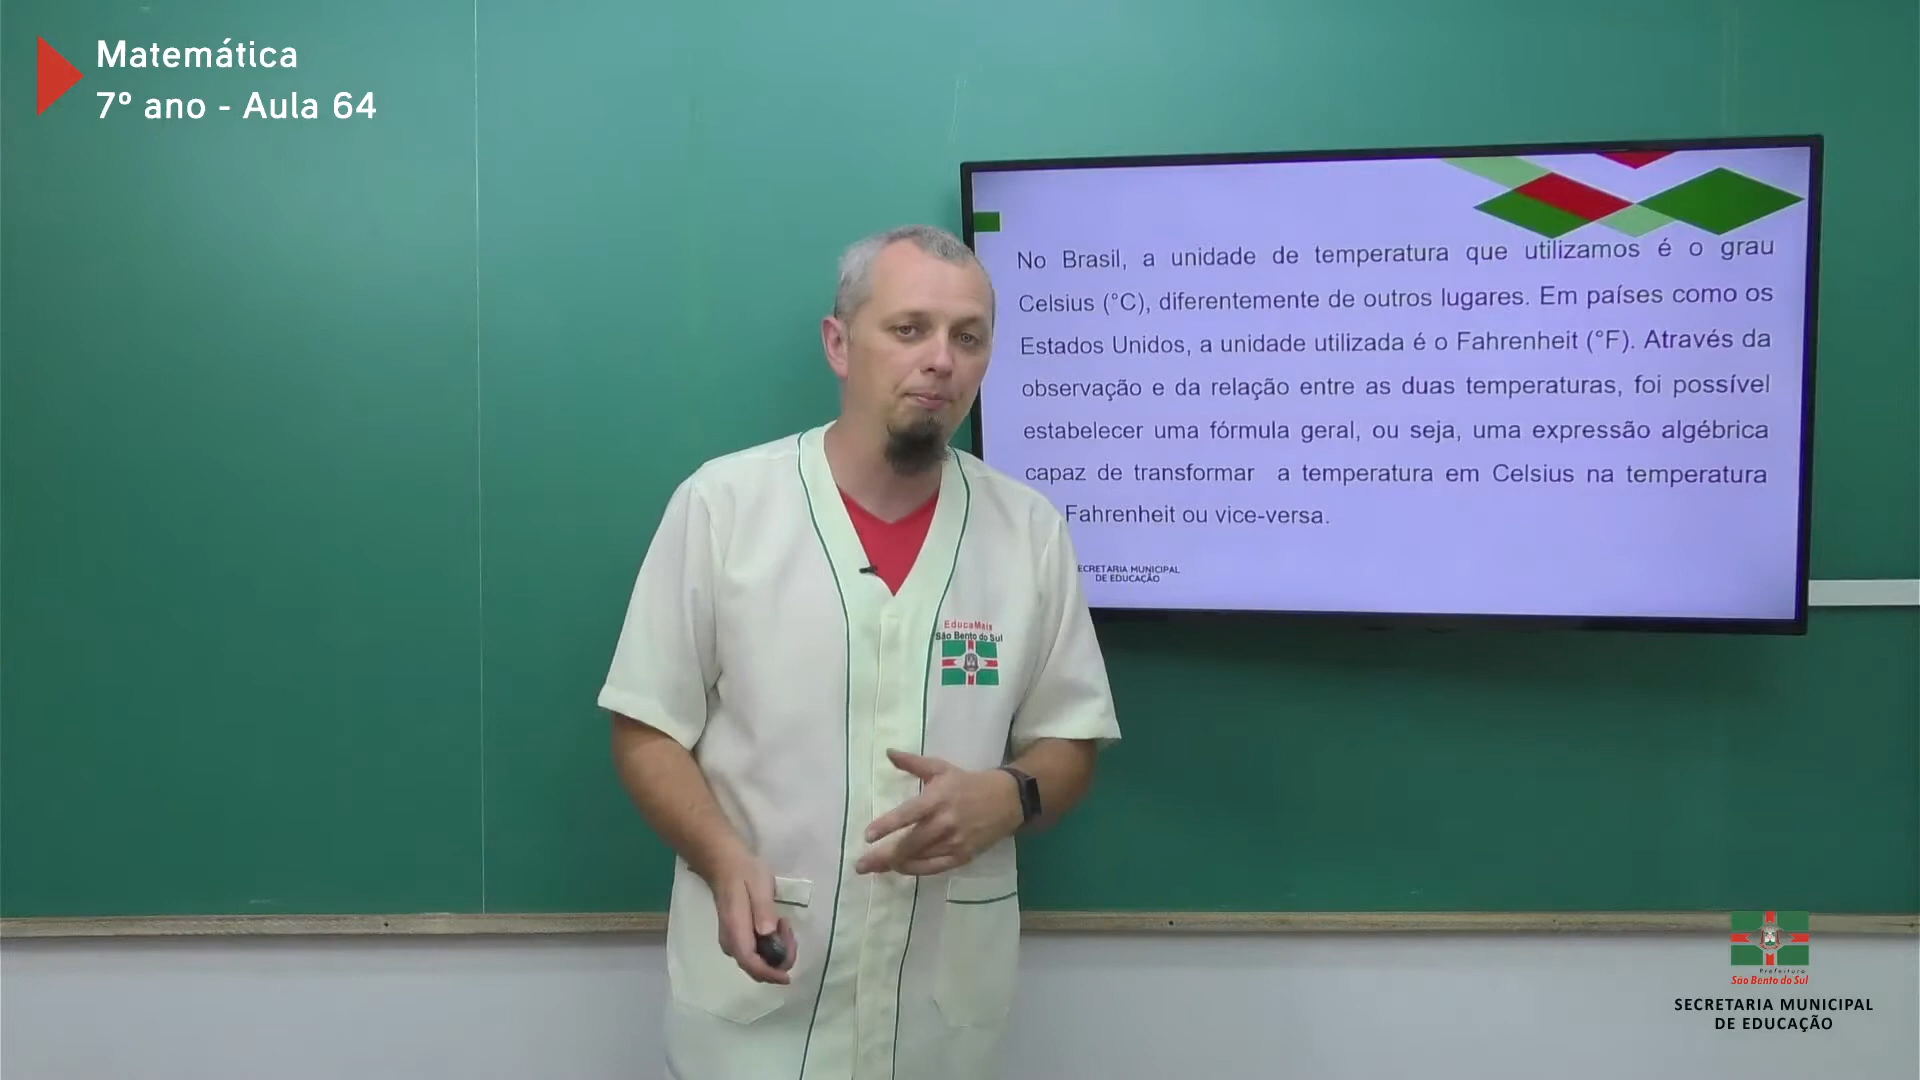 Matemática
7º ano - Aula 64
No Brasil, a unidade de temperatura que utilizamos é o grau
Celsius (°C), diferentemente de outros lugares. Em países como os
Estados Unidos, a unidade utilizada é o Fahrenheit (°F). Através da
observação e da relação entre as duas temperaturas, foi possível
estabelecer uma fórmula geral, ou seja, uma expressão algébrica
capaz de transformar a temperatura em Celsius na temperatura
Fahrenheit ou vice-versa.
ECRETARIA MUNICIPAL
DE EDUCAÇÃO
EducaMais
São Bento do Sul
Prefeitura
São Bento do Sul
SECRETARIA MUNICIPAL
DE EDUCAÇÃO